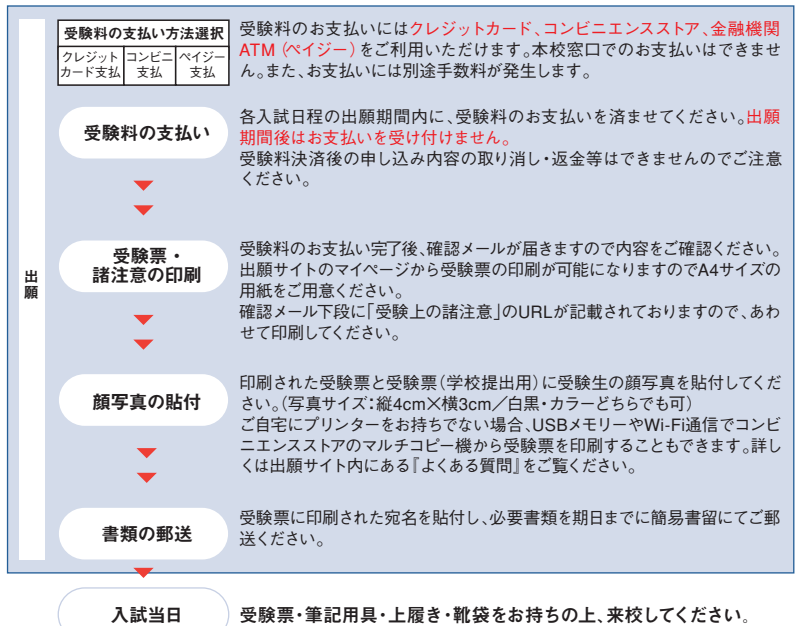 出願
受験料の支払い方法選択
クレジット
カード支払
コンビニ
支払
ペイジー
支払
受験料のお支払いにはクレジットカード、コンビニエンスストア、金融機関
ATM（ペイジー）をご利用いただけます。本校窓口でのお支払いはできませ
ん。また、お支払いには別途手数料が発生します。
受験料の支払い
各入試日程の出願期間内に、受験料のお支払いを済ませてください。出願
期間後はお支払いを受け付けません。
受験料決済後の申し込み内容の取り消し・返金等はできませんのでご注意
ください。
受験票・
諸注意の印刷
受験料のお支払い完了後、確認メールが届きますので内容をご確認ください。
出願サイトのマイページから受験票の印刷が可能になりますのでA4サイズの
用紙をご用意ください。
確認メール下段に「受験上の諸注意」のURLが記載されておりますので、あわ
せて印刷してください。
顔写真の貼付
印刷された受験票と受験票（学校提出用）に受験生の顔写真を貼付してくだ
さい。（写真サイズ：縦4cm×横3cm／白黒・カラーどちらでも可）
ご自宅にプリンターをお持ちでない場合、USBメモリーやWi-Fi通信でコンビ
ニエンスストアのマルチコピー機から受験票を印刷することもできます。詳し
くは出願サイト内にある『よくある質問』をご覧ください。
書類の郵送
受験票に印刷された宛名を貼付し、必要書類を期日までに簡易書留にてご郵
送ください。
入試当日
受験票・筆記用具・上履き・靴袋をお持ちの上、来校してください。